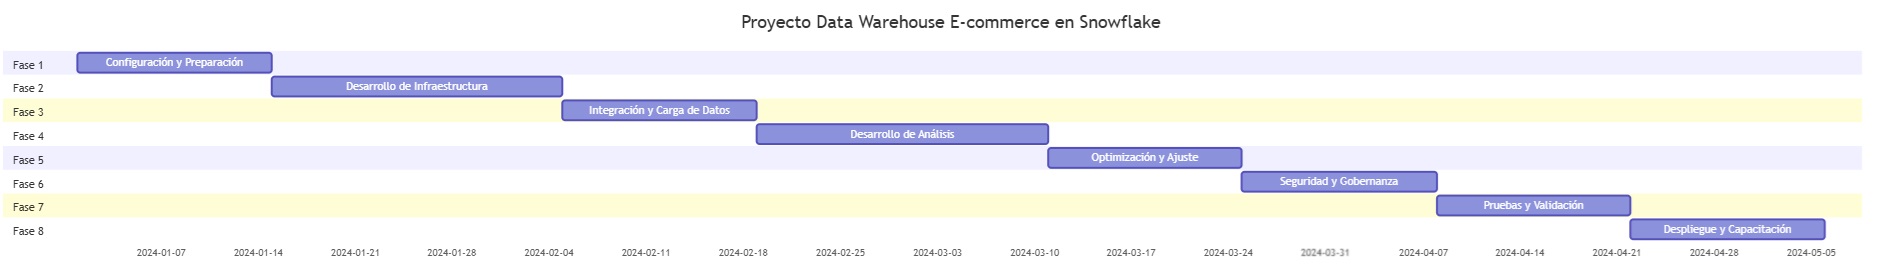 Proyecto Data Warehouse E-commerce en Snowflake
Fase 1
Configuración y Preparación
Fase 2
Desarrollo de Infraestructura
Fase 3
Integración y Carga de Datos
Fase 4
Desarrollo de Análisis
Fase 5
Optimización y Ajuste
Fase 6
Seguridad y Gobernanza
Fase 7
Pruebas y Validación
Fase 8
Despliegue y Capacitación
2024-01-07 2024-01-14 2024-01-21 2024-01-28 2024-02-04 2024-02-11 2024-02-18 2024-02-25 2024-03-03 2024-03-10 2024-03-17 2024-03-24 2024-03-31 2024-04-07 2024-04-14 2024-04-21 2024-04-28 2024-05-05